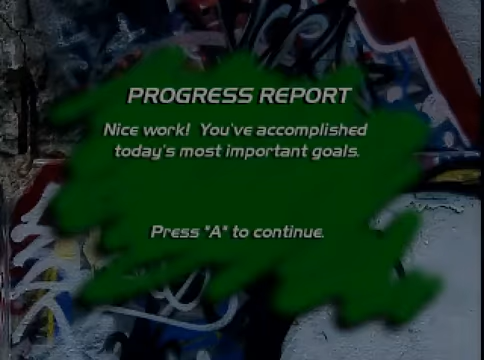 PROGRESS REPORT
Nice work! You've accomplished
today's most important goals.
Press "A" to continue.